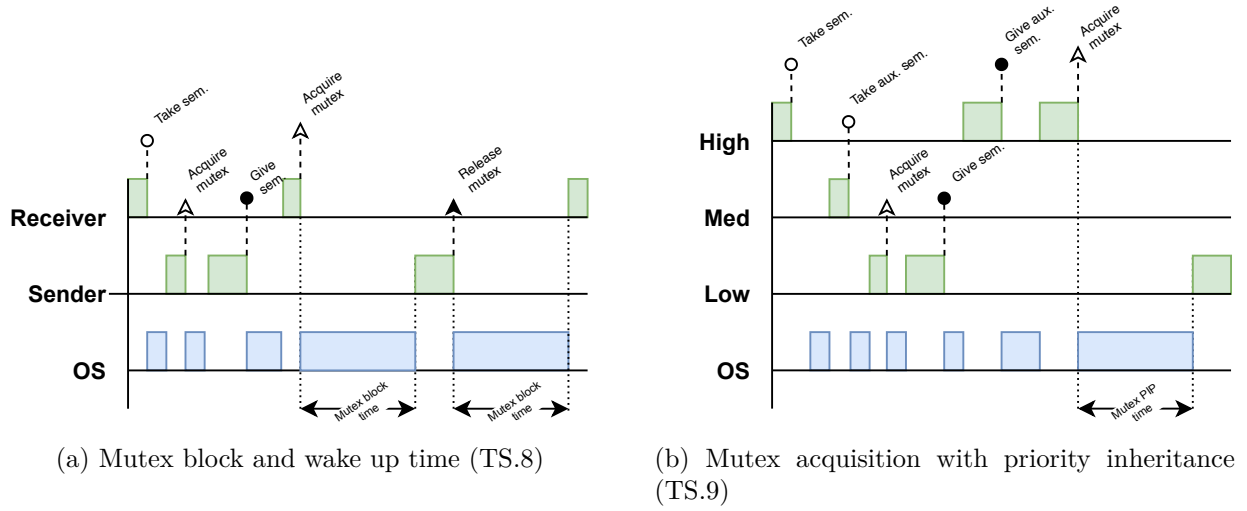 Take sem.
Acquire
mutex
Give
sem.
Acquire
mutex
Release
mutex
Receiver
Sender
OS
Mutex block
time
Mutex block
time
(a) Mutex block and wake up time (TS.8)
Take sem.
Take aux. sem.
Acquire
mutex
Give sem.
Give aux.
sem.
Acquire
mutex
High
Med
Low
OS
Mutex PIP
time
(b) Mutex acquisition with priority inheritance
(TS.9)